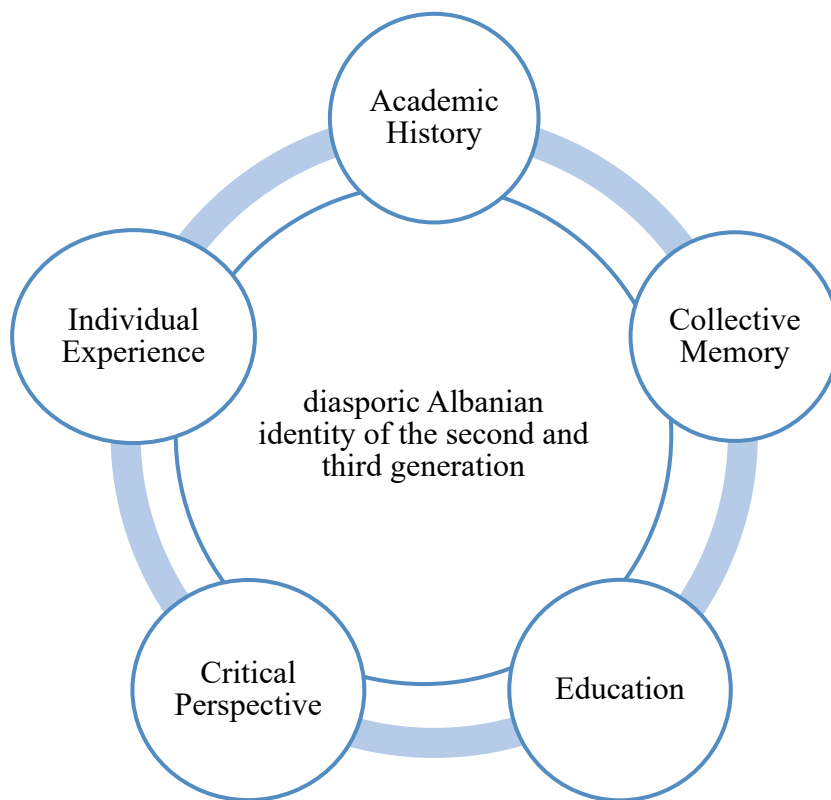 Academic
History
Individual
Experience
Collective
Memory
diasporic Albanian
identity of the second and
third generation
Critical
Perspective
Education